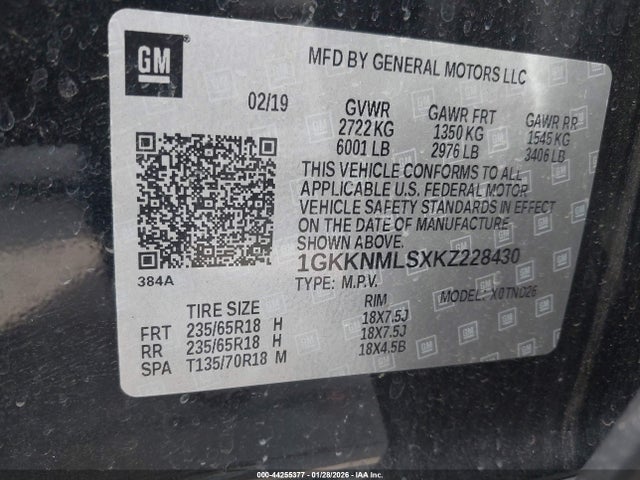 GM
MFD BY GENERAL MOTORS LLC
02/19 GVWR GAWR FRT GAWR RR
2722 KG 1350 KG 1545 KG
6001 LB 2976 LB 3406 LB
THIS VEHICLE CONFORMS TO ALL
APPLICABLE U.S. FEDERAL MOTOR
VEHICLE SAFETY STANDARDS IN EFFECT
ON THE DATE OF MANUFACTURE
SHOWN ABOVE.
1GKKNMLSXKZ228430
384A
TYPE: M.P.V. MODEL: X0TND26
TIRE SIZE RIM
FRT 235/65R18 H 18X7.5J
RR 235/65R18 H 18X7.5J
SPA T135/70R18 M 18X4.5B
000-44255377 - 01/28/2026 - IAA, Inc.